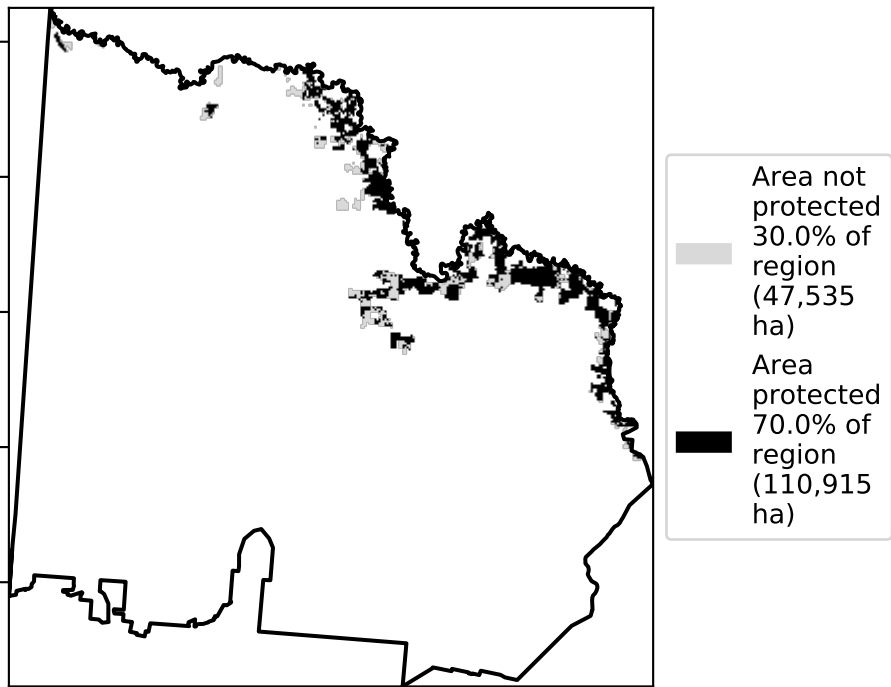 Area not
protected
30.0% of
region
(47,535
ha)
Area
protected
70.0% of
region
(110,915
ha)